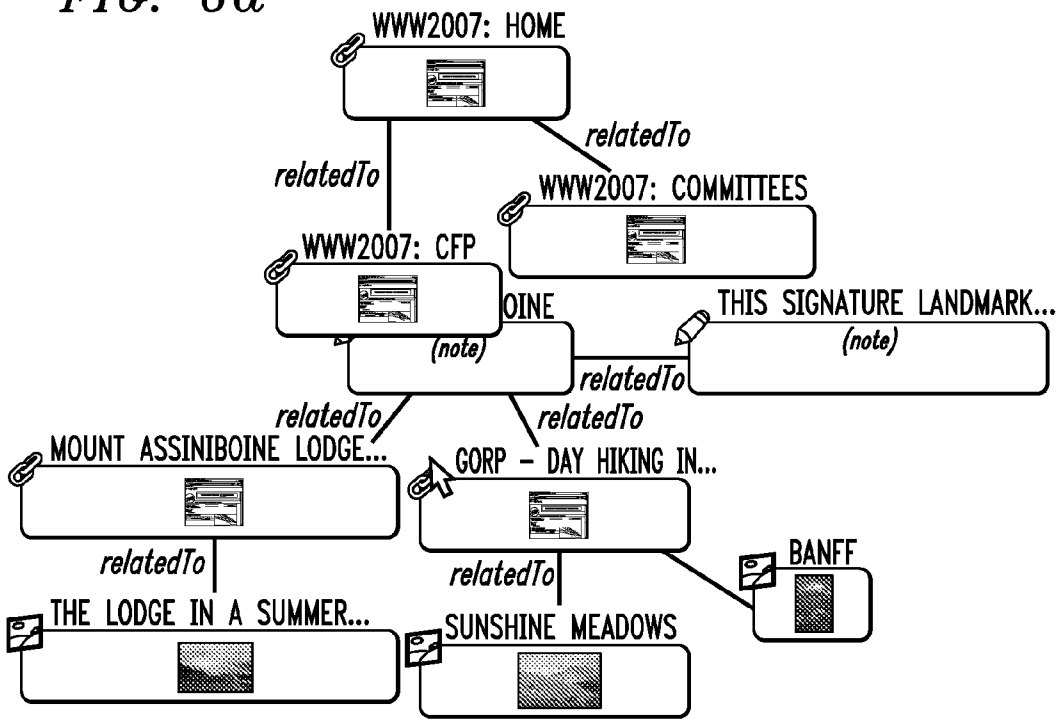 WWW2007: HOME
relatedTo
relatedTo
WWW2007: COMMITTEES
WWW2007: CFP
OINE
THIS SIGNATURE LANDMARK...
(note)
(note)
relatedTo
relatedTo
relatedTo
MOUNT ASSINIBOINE LODGE...
GORP – DAY HIKING IN...
relatedTo
relatedTo
BANFF
THE LODGE IN A SUMMER...
SUNSHINE MEADOWS